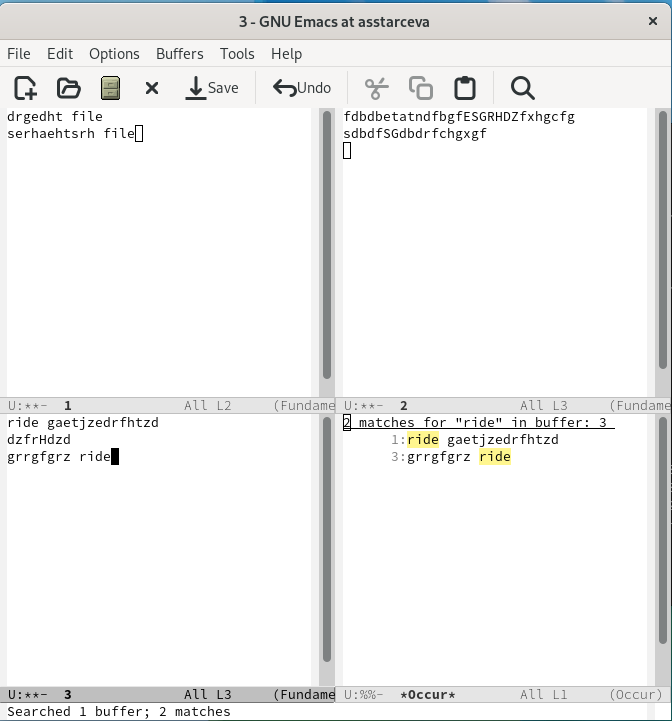 3 - GNU Emacs at asstarceva
File Edit Options Buffers Tools Help
Save Undo
drgedht file
serhaehtsrh file
U:**- 1 All L2 (Fundame
fdbdbetatndfbgfESGRHDZfxhgcfg
sdbdfSGdbdrfchgxgf
U:**- 2 All L3 (Fundame
ride gaetjzedrfhtzd
dzfrHdzd
grrgfgrz ride
U:**- 3 All L3 (Fundame
2 matches for "ride" in buffer: 3
1:ride gaetjzedrfhtzd
3:grrgfgrz ride
U:%%- *Occur* All L1 (Occur)
Searched 1 buffer; 2 matches